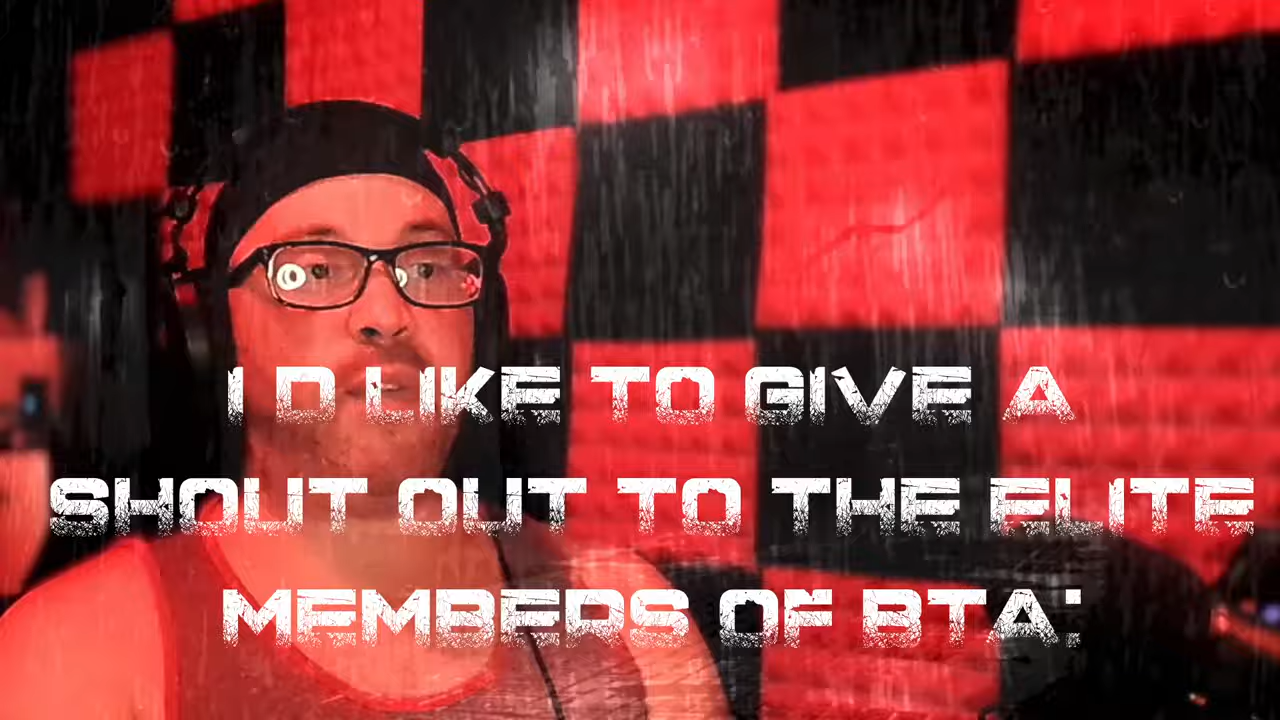 I D LIKE TO GIVE A
SHOUT OUT TO THE ELITE
MEMBERS OF BTA: